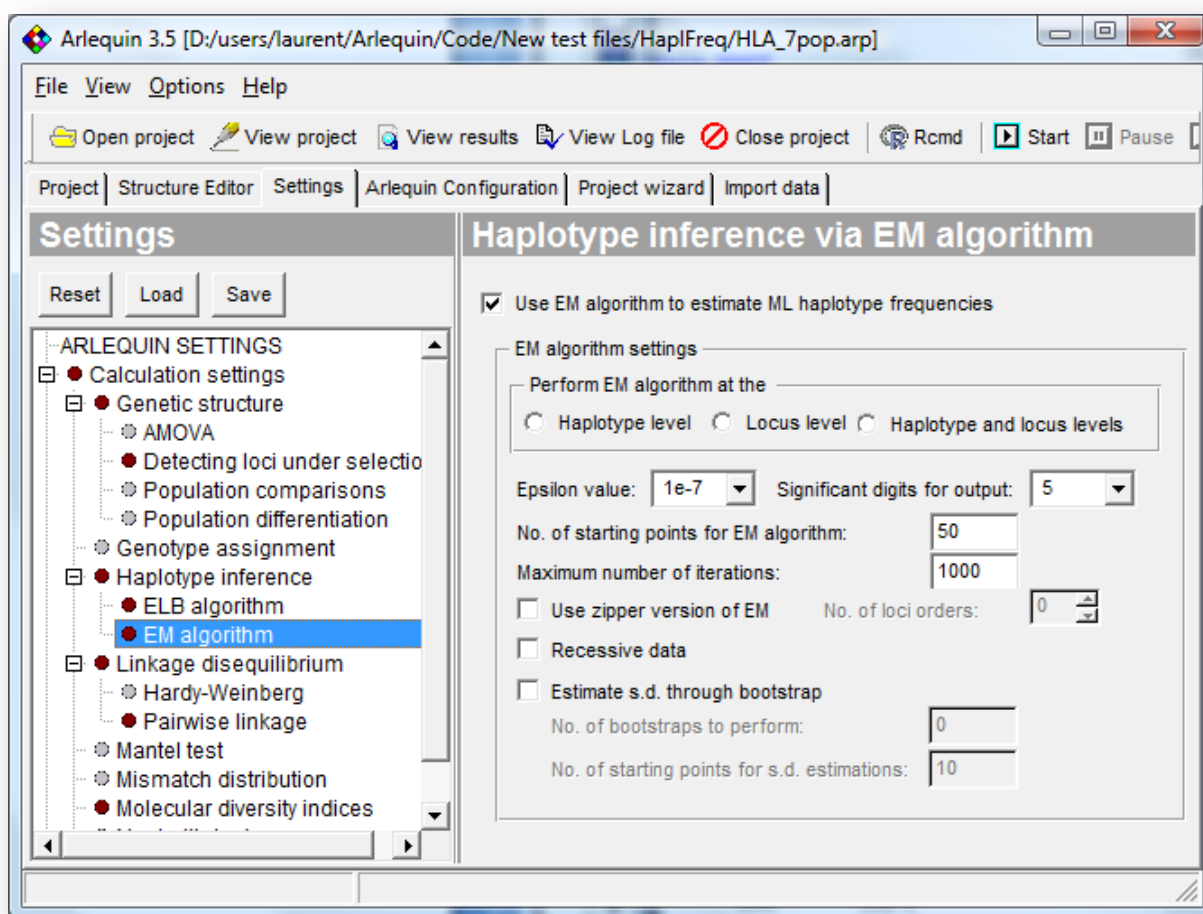 Arlequin 3.5 [D:/users/laurent/Arlequin/Code/New test files/HaplFreq/HLA_7pop.arp]
File View Options Help
Open project View project View results View Log file Close project Rcmd Start Pause
Project Structure Editor Settings Arlequin Configuration Project wizard Import data
Settings
Reset Load Save
ARLEQUIN SETTINGS
Calculation settings
Genetic structure
AMOVA
Detecting loci under selectio
Population comparisons
Population differentiation
Genotype assignment
Haplotype inference
ELB algorithm
EM algorithm
Linkage disequilibrium
Hardy-Weinberg
Pairwise linkage
Mantel test
Mismatch distribution
Molecular diversity indices
Haplotype inference via EM algorithm
Use EM algorithm to estimate ML haplotype frequencies
EM algorithm settings
Perform EM algorithm at the
Haplotype level Locus level Haplotype and locus levels
Epsilon value: 1e-7 Significant digits for output: 5
No. of starting points for EM algorithm: 50
Maximum number of iterations: 1000
Use zipper version of EM No. of loci orders: 0
Recessive data
Estimate s.d. through bootstrap
No. of bootstraps to perform: 0
No. of starting points for s.d. estimations: 10